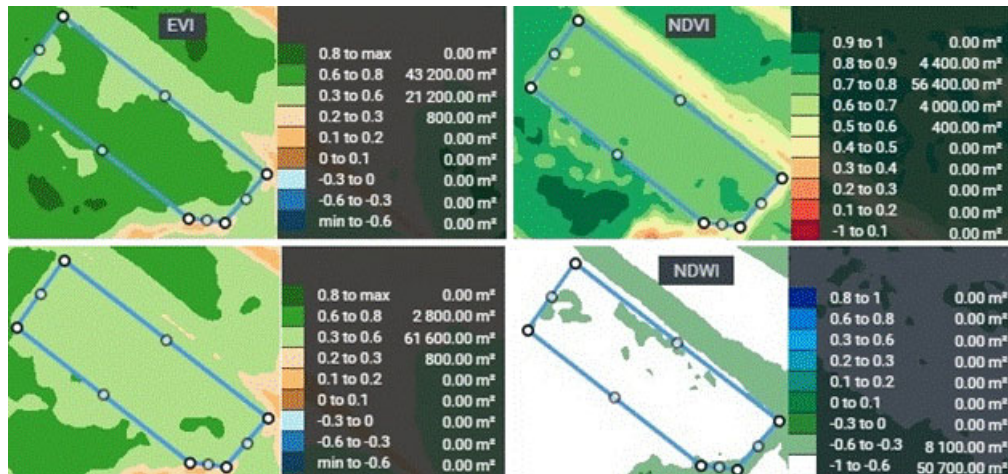 EVI
0.8 to max 0.00 m²
0.6 to 0.8 43 200.00 m²
0.3 to 0.6 21 200.00 m²
0.2 to 0.3 800.00 m²
0.1 to 0.2 0.00 m²
0 to 0.1 0.00 m²
-0.3 to 0 0.00 m²
-0.6 to -0.3 0.00 m²
min to -0.6 0.00 m²
NDVI
0.9 to 1 0.00 m²
0.8 to 0.9 4 400.00 m²
0.7 to 0.8 56 400.00 m²
0.6 to 0.7 4 000.00 m²
0.5 to 0.6 400.00 m²
0.4 to 0.5 0.00 m²
0.3 to 0.4 0.00 m²
0.2 to 0.3 0.00 m²
0.1 to 0.2 0.00 m²
-1 to 0.1 0.00 m²
0.8 to max 0.00 m²
0.6 to 0.8 2 800.00 m²
0.3 to 0.6 61 600.00 m²
0.2 to 0.3 800.00 m²
0.1 to 0.2 0.00 m²
0 to 0.1 0.00 m²
-0.3 to 0 0.00 m²
-0.6 to -0.3 0.00 m²
min to -0.6 0.00 m²
NDWI
0.8 to 1 0.00 m²
0.6 to 0.8 0.00 m²
0.3 to 0.6 0.00 m²
0.2 to 0.3 0.00 m²
0.1 to 0.2 0.00 m²
0 to 0.1 0.00 m²
-0.3 to 0 0.00 m²
-0.6 to -0.3 8 100.00 m²
-1 to -0.6 50 700.00 m²